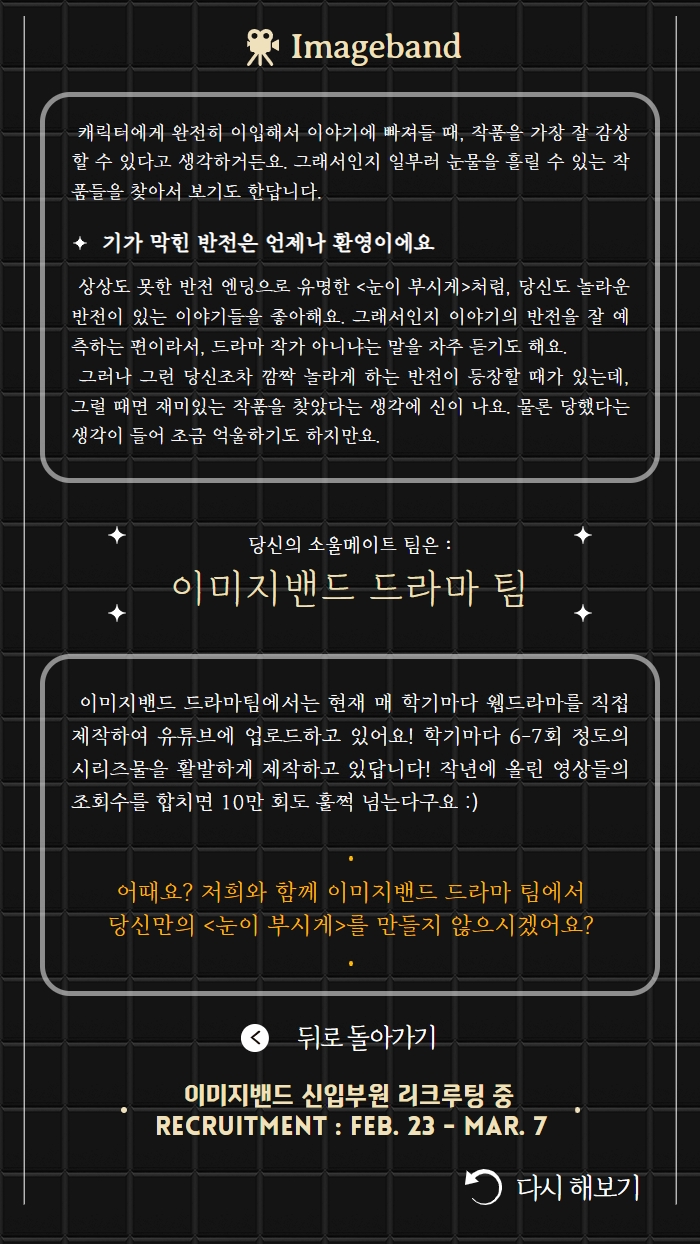 Imageband
캐릭터에게 완전히 이입해서 이야기에 빠져들 때, 작품을 가장 잘 감상
할 수 있다고 생각하거든요. 그래서인지 일부러 눈물을 흘릴 수 있는 작
품들을 찾아서 보기도 한답니다.
✦ 기가 막힌 반전은 언제나 환영이에요
상상도 못한 반전 엔딩으로 유명한 <눈이 부시게>처럼, 당신도 놀라운
반전이 있는 이야기들을 좋아해요. 그래서인지 이야기의 반전을 잘 예
측하는 편이라서, 드라마 작가 아니냐는 말을 자주 듣기도 해요.
그러나 그런 당신조차 깜짝 놀라게 하는 반전이 등장할 때가 있는데,
그럴 때면 재미있는 작품을 찾았다는 생각에 신이 나요. 물론 당했다는
생각이 들어 조금 억울하기도 하지만요.
당신의 소울메이트 팀은 :
이미지밴드 드라마 팀
이미지밴드 드라마팀에서는 현재 매 학기마다 웹드라마를 직접
제작하여 유튜브에 업로드하고 있어요! 학기마다 6-7회 정도의
시리즈물을 활발하게 제작하고 있답니다! 작년에 올린 영상들의
조회수를 합치면 10만 회도 훌쩍 넘는다구요 :)
어때요? 저희와 함께 이미지밴드 드라마 팀에서
당신만의 <눈이 부시게>를 만들지 않으시겠어요?
뒤로 돌아가기
이미지밴드 신입부원 리크루팅 중
RECRUITMENT : FEB. 23 - MAR. 7
다시 해보기